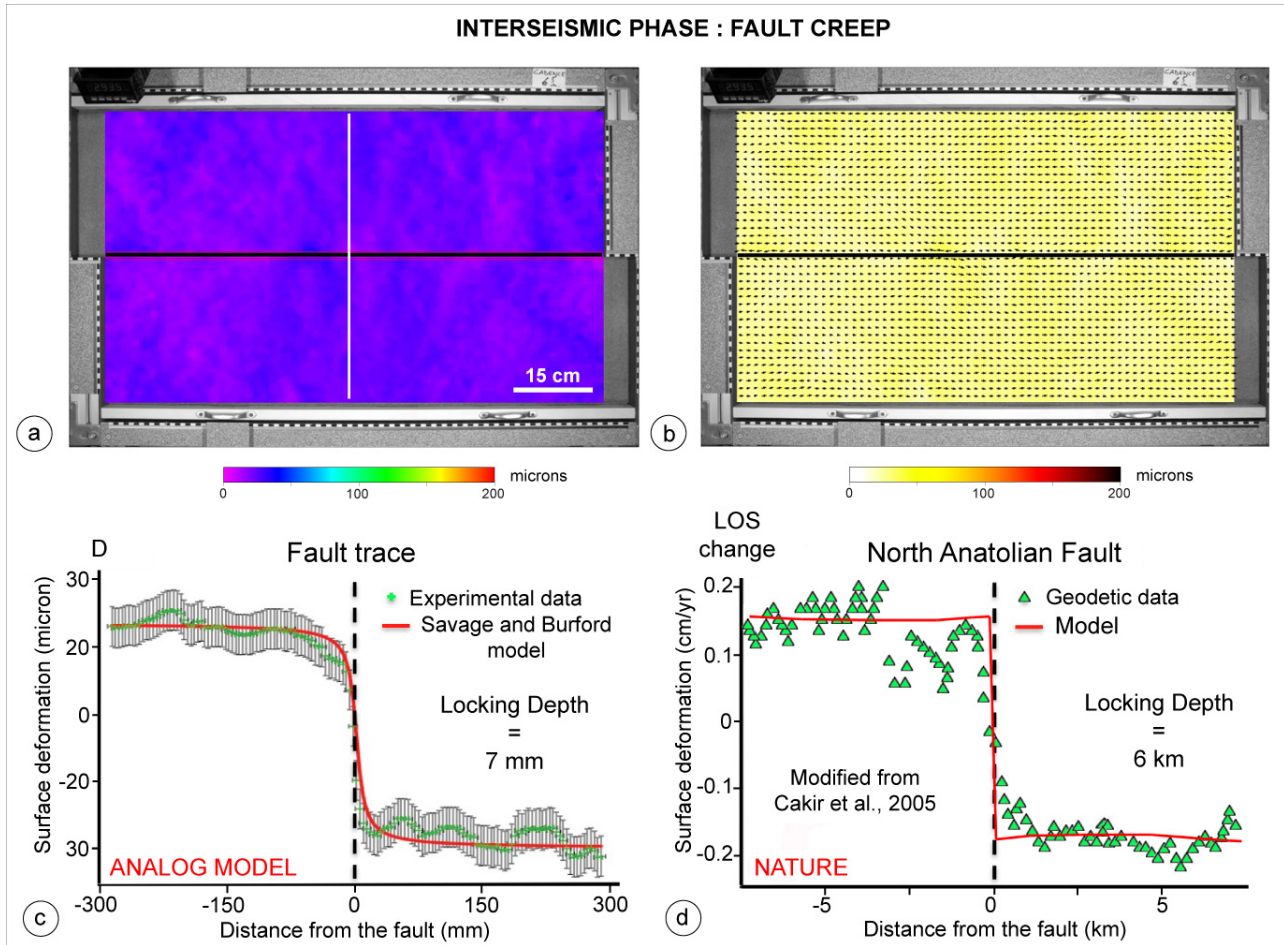 INTERSEISMIC PHASE : FAULT CREEP
CADENCE
6I
CADENCE
6I
15 cm
a
b
microns
0
100
200
microns
0
100
200
D
Fault trace
30
20
0
-20
30
Surface deformation (micron)
Experimental data
Savage and Burford
model
Locking Depth
=
7 mm
ANALOG MODEL
-300
-150
0
150
300
Distance from the fault (mm)
c
LOS
change
North Anatolian Fault
0.2
0.1
0
-0.1
-0.2
Surface deformation (cm/yr)
Geodetic data
Model
Locking Depth
=
6 km
Modified from
Cakir et al., 2005
NATURE
-5
0
5
Distance from the fault (km)
d